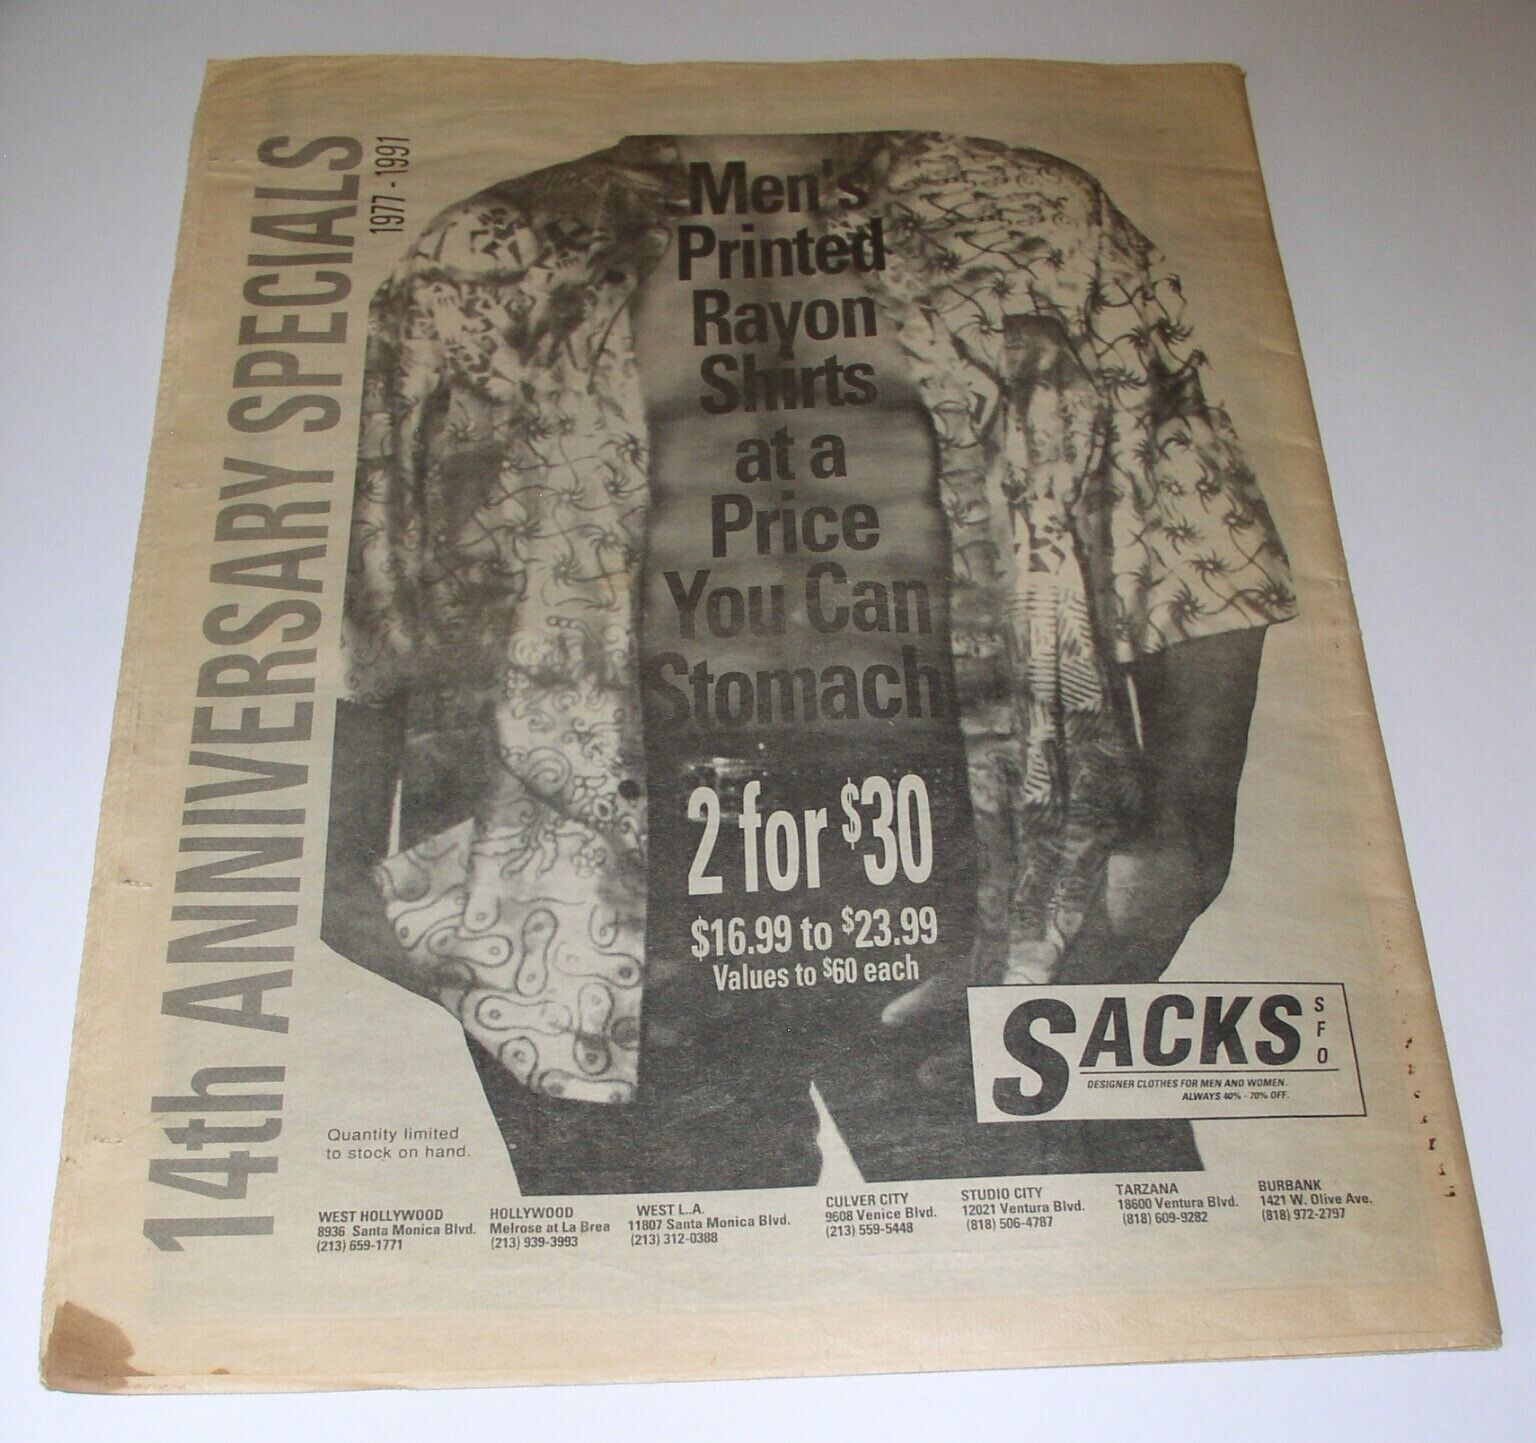 14th ANNIVERSARY SPECIALS
1977 - 1991
Men's
Printed
Rayon
Shirts
at a
Price
You Can
Stomach
2 for $30
$16.99 to $23.99
Values to $60 each
SACKS
SFO
DESIGNER CLOTHES FOR MEN AND WOMEN.
ALWAYS 40% - 70% OFF.
Quantity limited
to stock on hand.
WEST HOLLYWOOD
8936 Santa Monica Blvd.
(213) 659-1771
HOLLYWOOD
Melrose at La Brea
(213) 939-3993
WEST L.A.
11807 Santa Monica Blvd.
(213) 312-0388
CULVER CITY
9608 Venice Blvd.
(213) 559-5448
STUDIO CITY
12021 Ventura Blvd.
(818) 506-4787
TARZANA
18600 Ventura Blvd.
(818) 609-9282
BURBANK
1421 W. Olive Ave.
(818) 972-2797